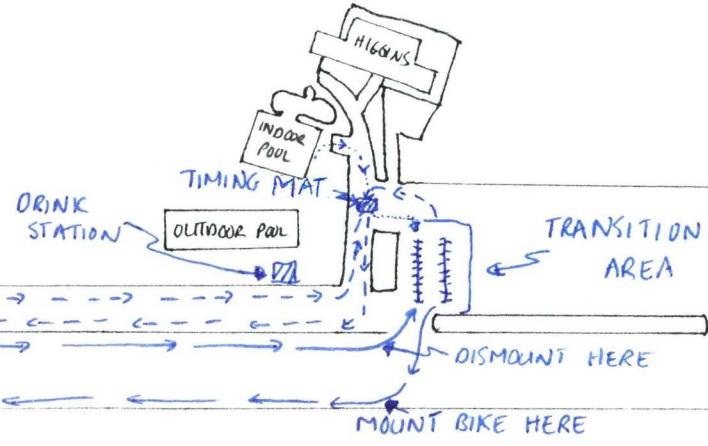 HIGGINS
INDOOR
POOL
TIMING MAT
DRINK
STATION
OUTDOOR POOL
TRANSITION
AREA
DISMOUNT HERE
MOUNT BIKE HERE